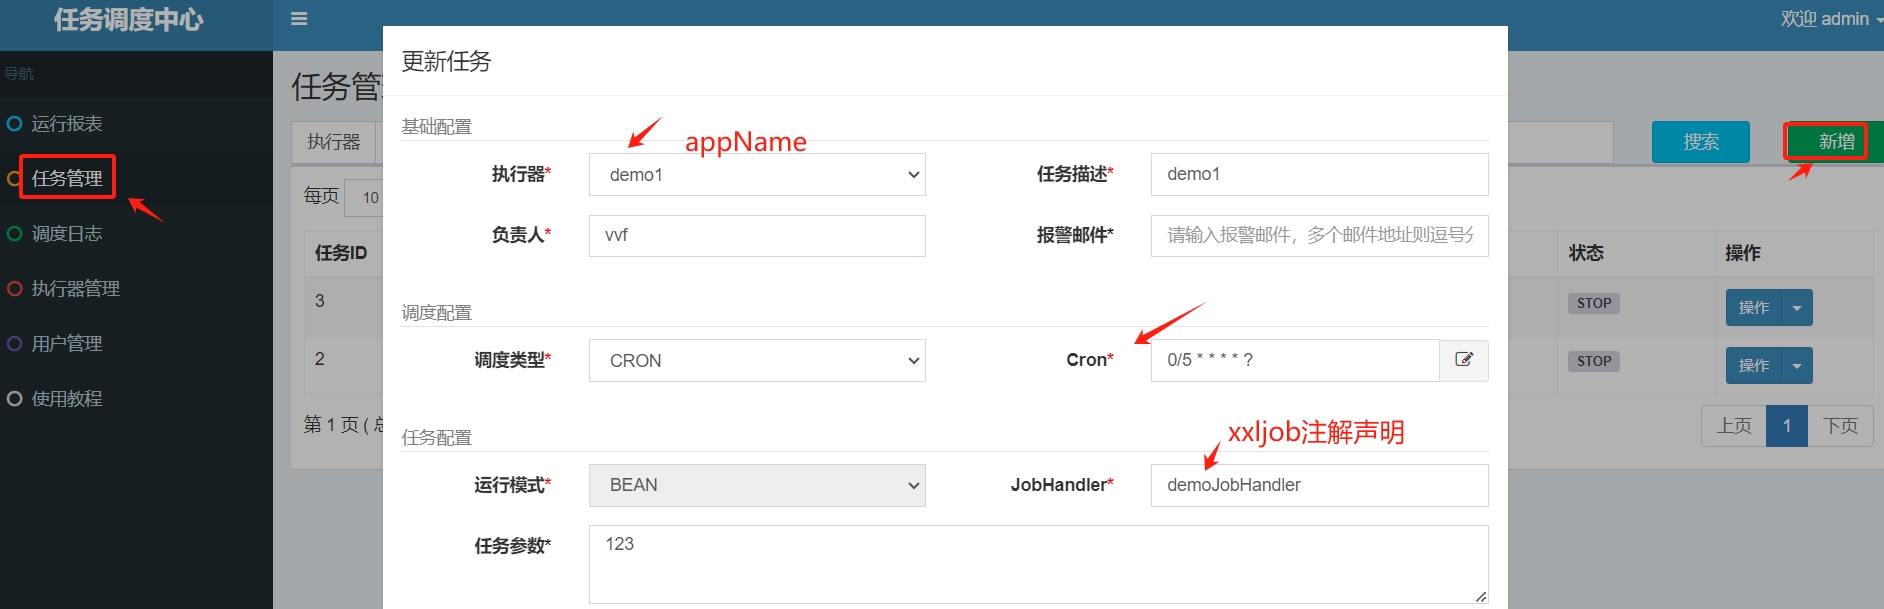 任务调度中心
欢迎 admin
导航
运行报表
任务管理
调度日志
执行器管理
用户管理
使用教程
任务管
执行器
搜索
新增
每页 10
任务ID
状态
操作
3
STOP
操作
2
STOP
操作
第 1 页 (
上页
1
下页
更新任务
基础配置
appName
执行器*
demo1
任务描述*
demo1
负责人*
vvf
报警邮件*
请输入报警邮件，多个邮件地址则逗号分
调度配置
调度类型*
CRON
Cron*
0/5 * * * * ?
任务配置
xxljob注解声明
运行模式*
BEAN
JobHandler*
demoJobHandler
任务参数*
123